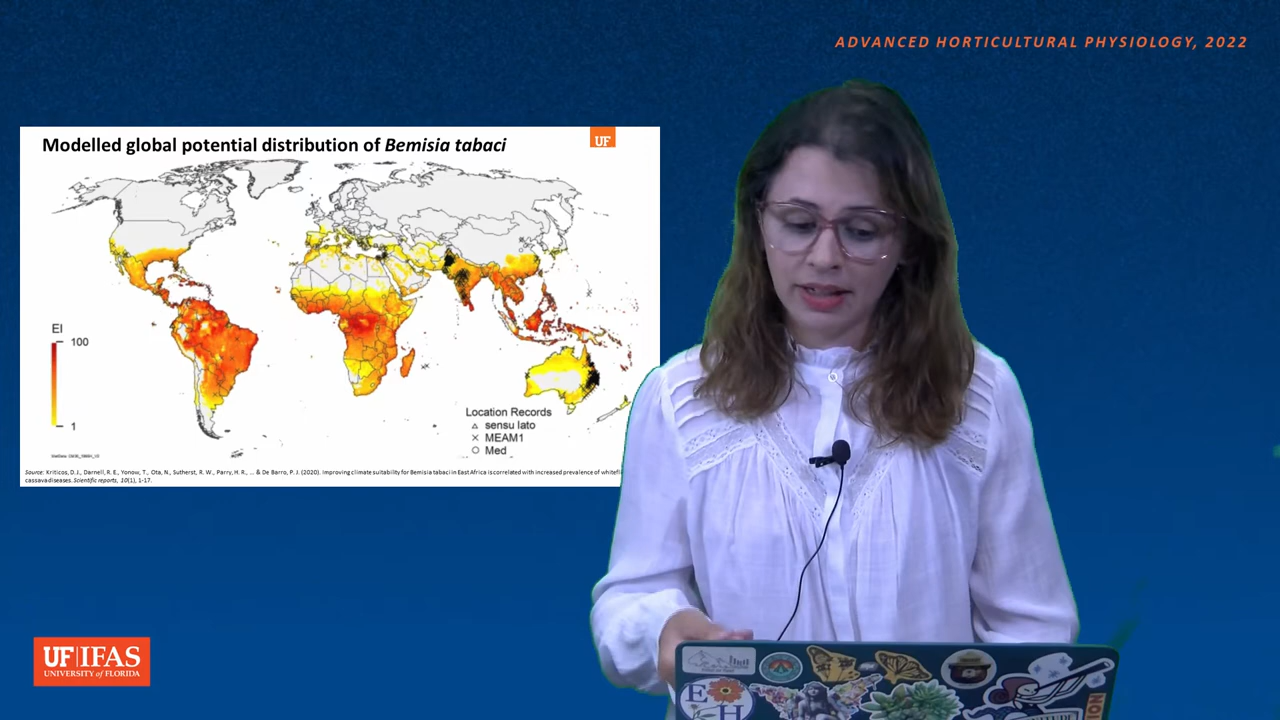 ADVANCED HORTICULTURAL PHYSIOLOGY, 2022
Modelled global potential distribution of Bemisia tabaci
UF
EI
100
1
Location Records
sensu lato
MEAM1
Med
Source: Kriticos, D.J., Darnell, R. E., Yonow, T., Ota, N., Sutherst, R. W., Parry, H. R., ... & De Barro, P. J. (2020). Improving climate suitability for Bemisia tabaci in East Africa is correlated with increased prevalence of
cassava diseases. Scientific reports, 10(1), 1-17.
UF|IFAS
UNIVERSITY of FLORIDA
E
H